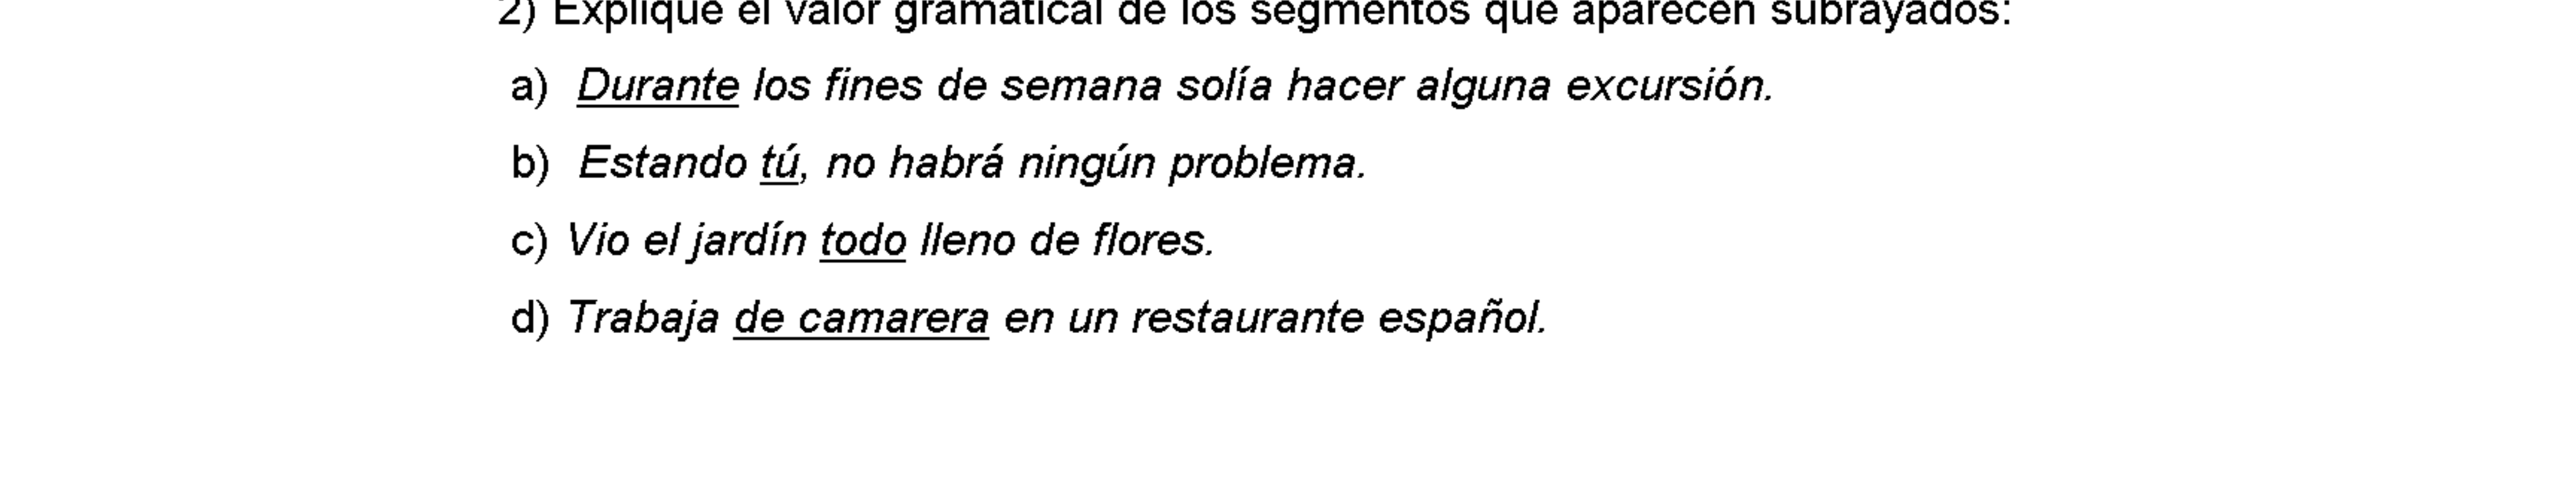 2) Explique el valor gramatical de los segmentos que aparecen subrayados:
a) Durante los fines de semana solía hacer alguna excursión.
b) Estando tú, no habrá ningún problema.
c) Vio el jardín todo lleno de flores.
d) Trabaja de camarera en un restaurante español.